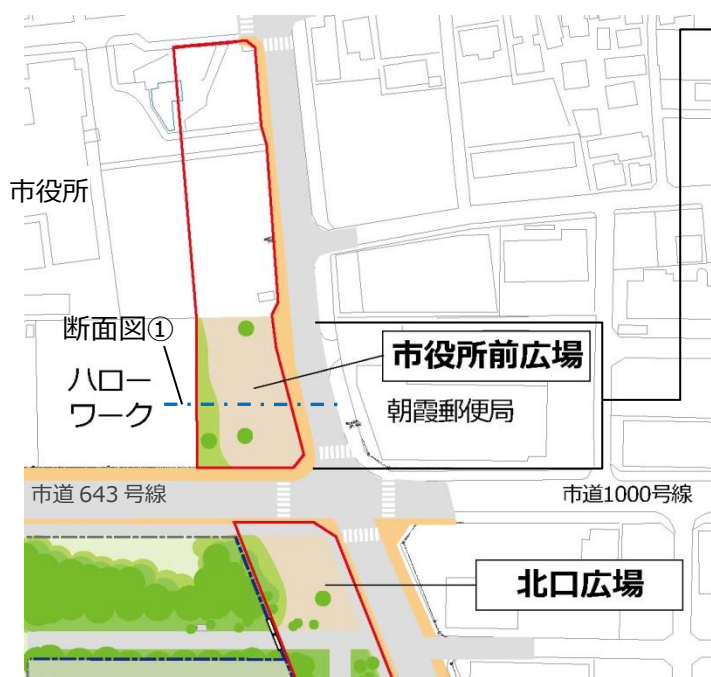 市役所
断面図①
ハロー
ワーク
市役所前広場
朝霞郵便局
市道 643 号線
市道1000号線
北口広場